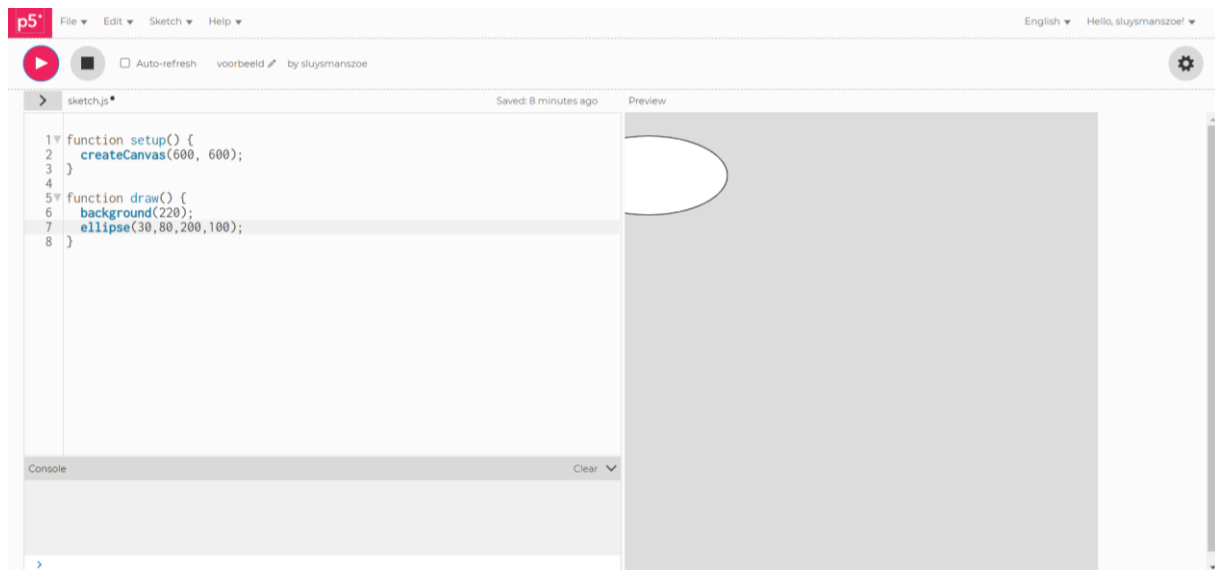 p5* File Edit Sketch Help English Hello, sluysmanszoe!
Auto-refresh voorbeeld by sluysmanszoe
> sketch.js Saved: 8 minutes ago Preview
1 function setup() {
2 createCanvas(600, 600);
3 }
4
5 function draw() {
6 background(220);
7 ellipse(30,80,200,100);
8 }
Console Clear
>